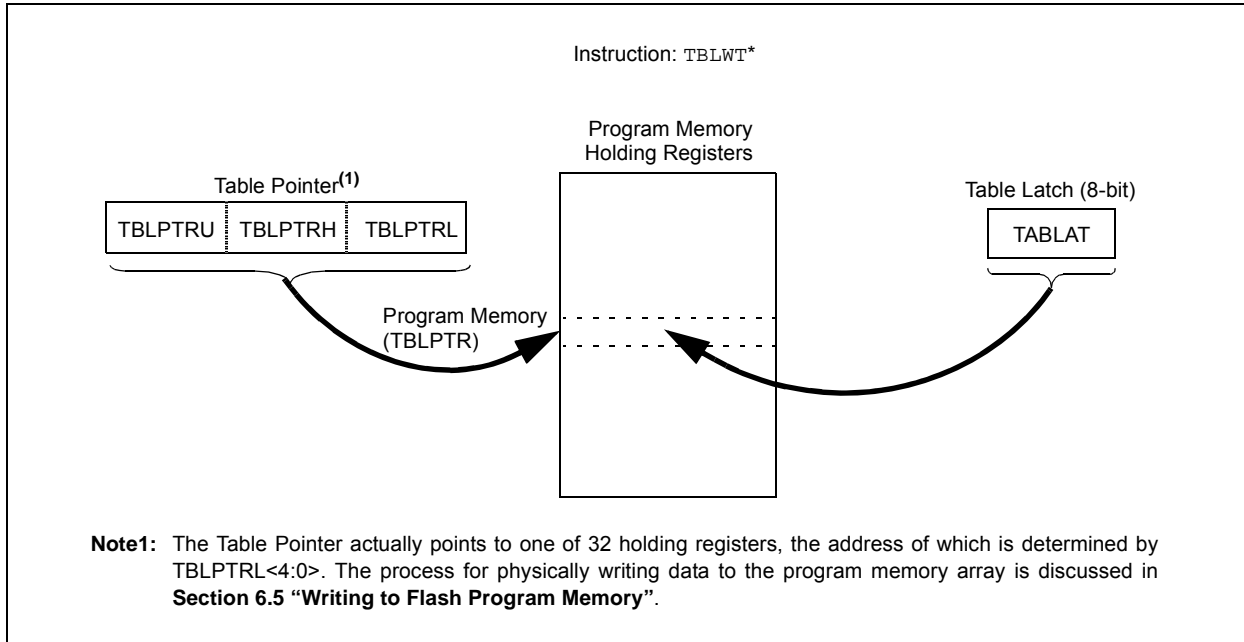 Instruction: TBLWT*
Program Memory
Holding Registers
Table Pointer(1)
Table Latch (8-bit)
TBLPTRU TBLPTRH TBLPTRL
TABLAT
Program Memory
(TBLPTR)
Note1: The Table Pointer actually points to one of 32 holding registers, the address of which is determined by
TBLPTRL<4:0>. The process for physically writing data to the program memory array is discussed in
Section 6.5 “Writing to Flash Program Memory”.